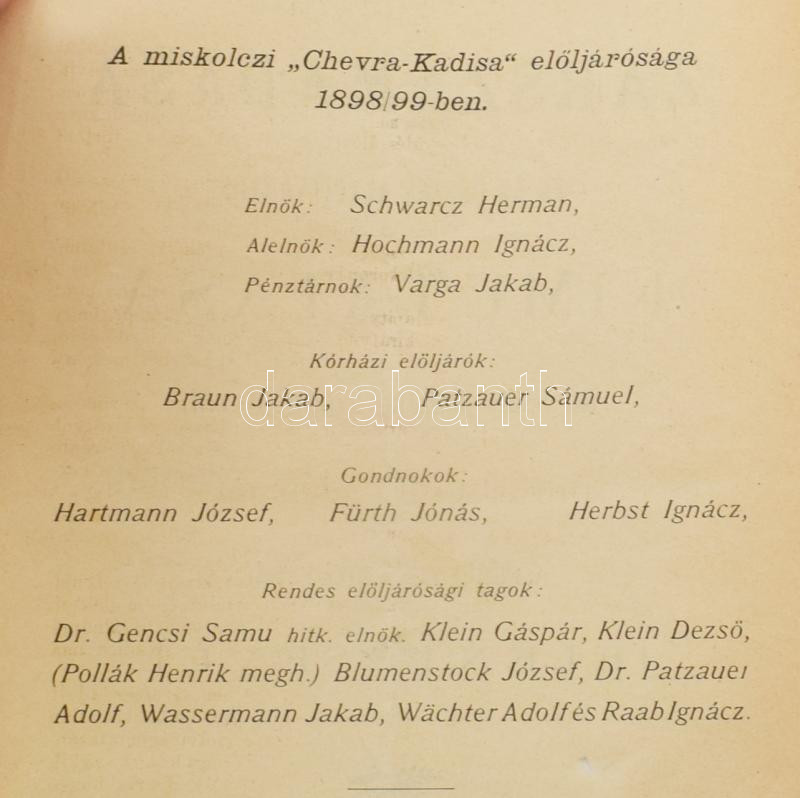 A miskolczi „Chevra-Kadisa“ elöljárósága
1898/99-ben.
Elnök: Schwarcz Herman,
Alelnök: Hochmann Ignácz,
Pénztárnok: Varga Jakab,
Kórházi elöljárók:
Braun Jakab, Patzauer Sámuel,
darabanth
Gondnokok:
Hartmann József, Fürth Jónás, Herbst Ignácz,
Rendes elöljárósági tagok:
Dr. Gencsi Samu hitk. elnök. Klein Gáspár, Klein Dezsö,
(Pollák Henrik megh.) Blumenstock József, Dr. Patzauer
Adolf, Wassermann Jakab, Wächter Adolf és Raab Ignácz.